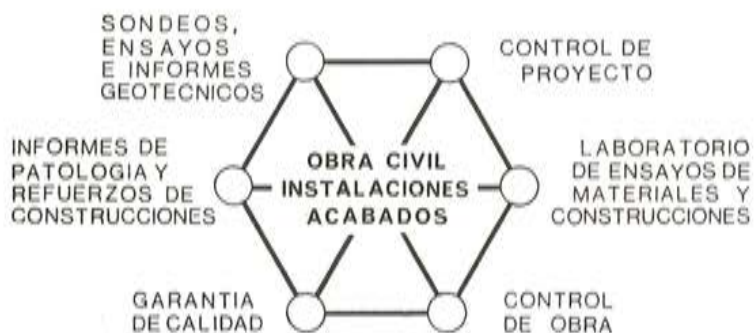 SONDEOS,
ENSAYOS
E INFORMES
GEOTECNICOS
CONTROL DE
PROYECTO
INFORMES DE
PATOLOGIA Y
REFUERZOS DE
CONSTRUCCIONES
OBRA CIVIL
INSTALACIONES
ACABADOS
LABORATORIO
DE ENSAYOS DE
MATERIALES Y
CONSTRUCCIONES
GARANTIA
DE CALIDAD
CONTROL
DE OBRA